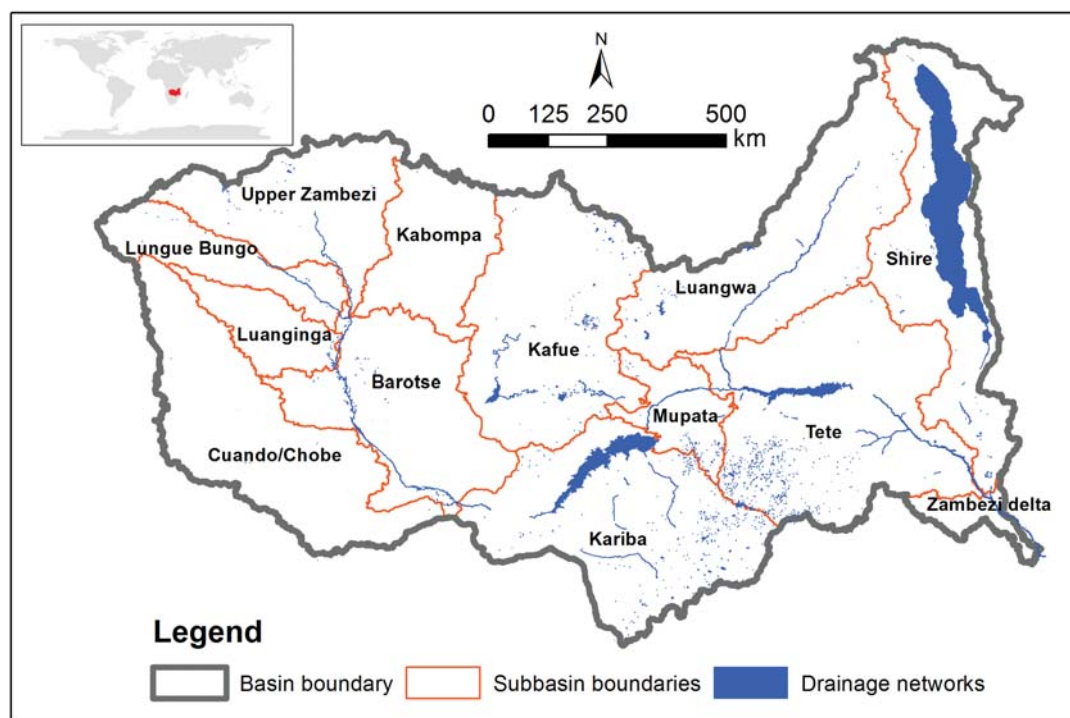 N
0 125 250 500
km
Upper Zambezi
Kabompa
Lungue Bungo
Shire
Luangwa
Luanginga
Kafue
Barotse
Mupata
Tete
Cuando/Chobe
Zambezi delta
Kariba
Legend
Basin boundary Subbasin boundaries Drainage networks